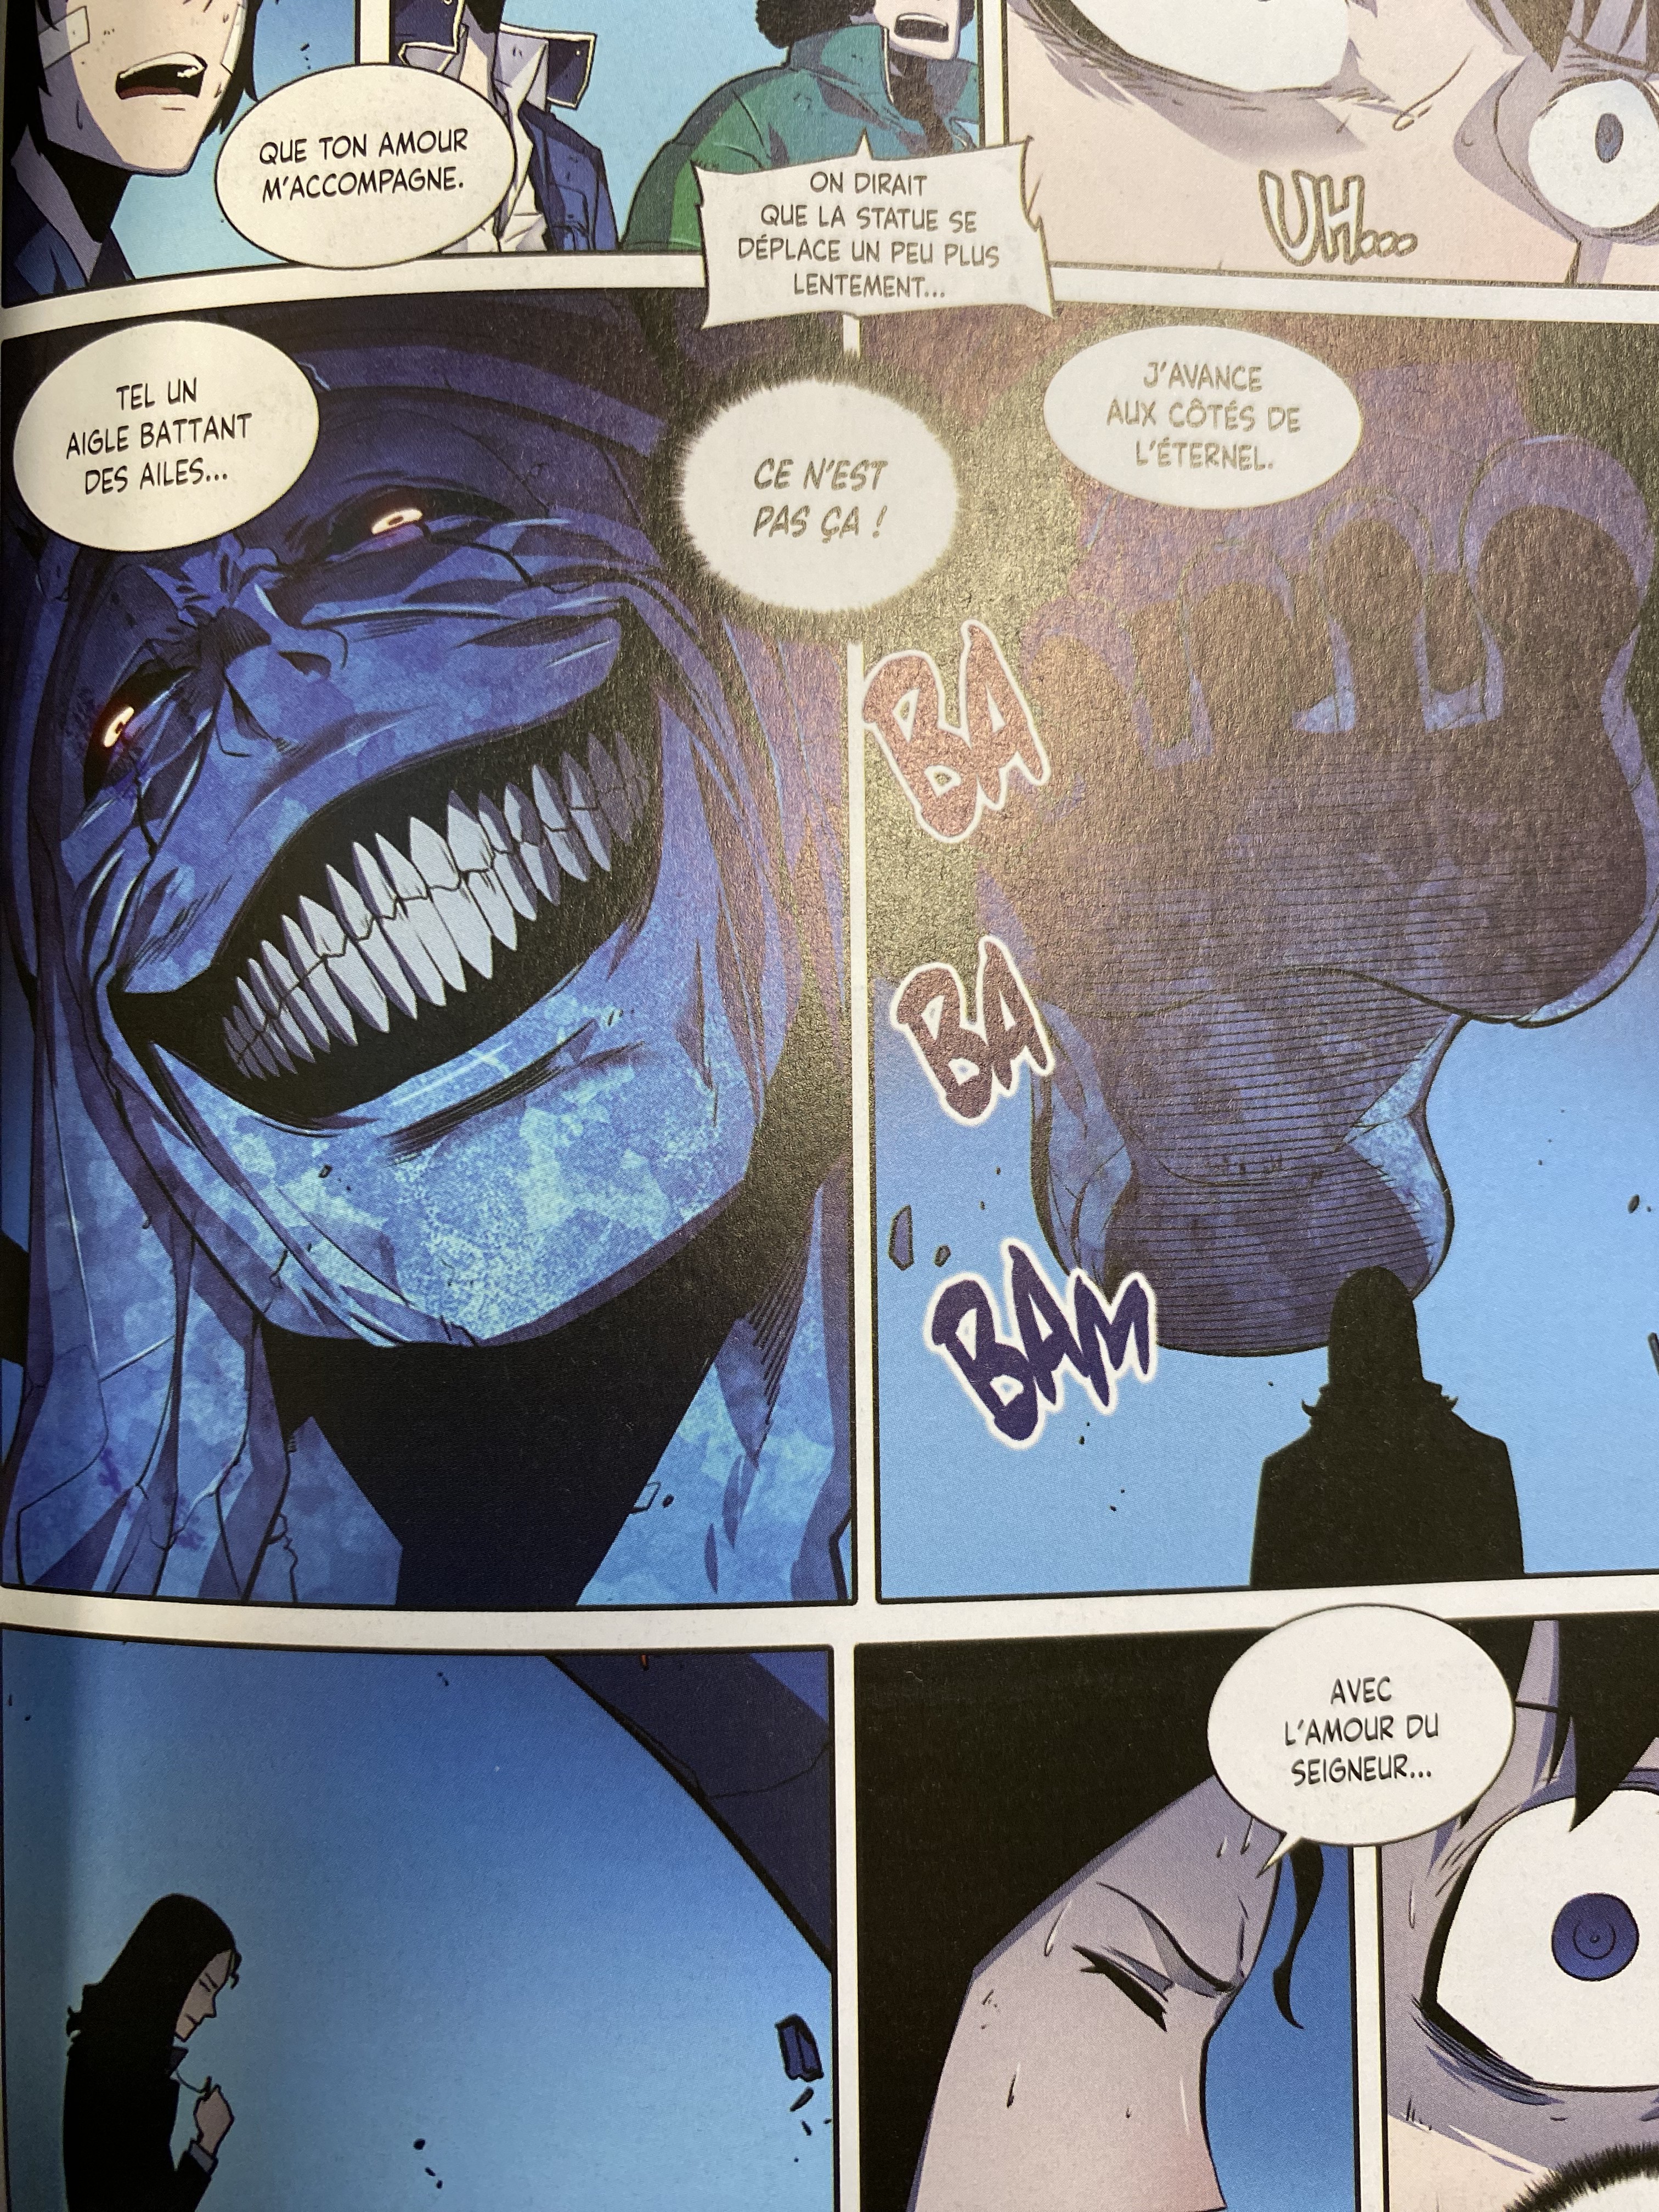 QUE TON AMOUR
M'ACCOMPAGNE.
ON DIRAIT
QUE LA STATUE SE
DÉPLACE UN PEU PLUS
LENTEMENT...
UH...
TEL UN
AIGLE BATTANT
DES AILES...
CE N'EST
PAS ÇA !
J'AVANCE
AUX CÔTÉS DE
L'ÉTERNEL.
BA
BA
BAM
AVEC
L'AMOUR DU
SEIGNEUR...